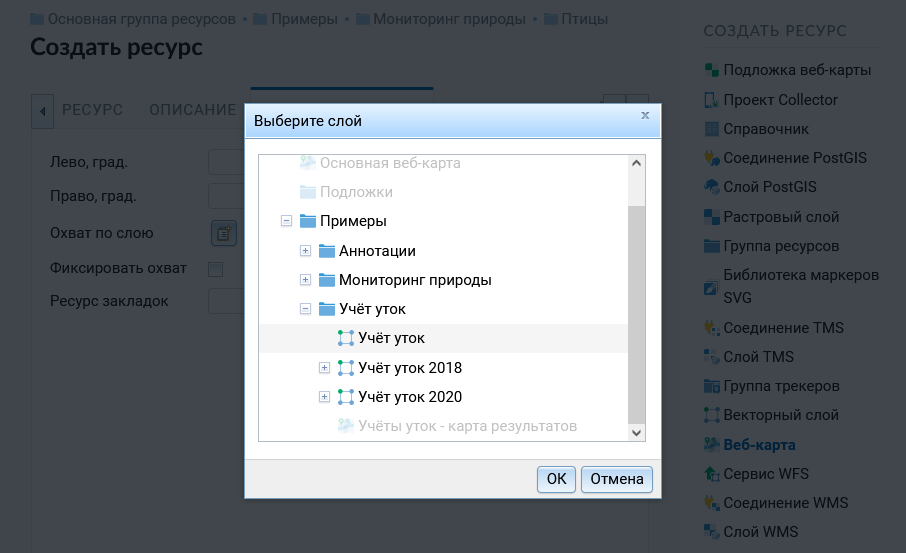 Основная группа ресурсов • Примеры • Мониторинг природы • Птицы
Создать ресурс
РЕСУРС ОПИСАНИЕ
Лево, град.
Право, град.
Охват по слою
Фиксировать охват
Ресурс закладок
Выберите слой
x
Основная веб-карта
Подложки
Примеры
Аннотации
Мониторинг природы
Учёт уток
Учёт уток
Учёт уток 2018
Учёт уток 2020
Учёты уток - карта результатов
ОК Отмена
СОЗДАТЬ РЕСУРС
Подложка веб-карты
Проект Collector
Справочник
Соединение PostGIS
Слой PostGIS
Растровый слой
Группа ресурсов
Библиотека маркеров
SVG
Соединение TMS
Слой TMS
Группа трекеров
Векторный слой
Веб-карта
Сервис WFS
Соединение WMS
Слой WMS